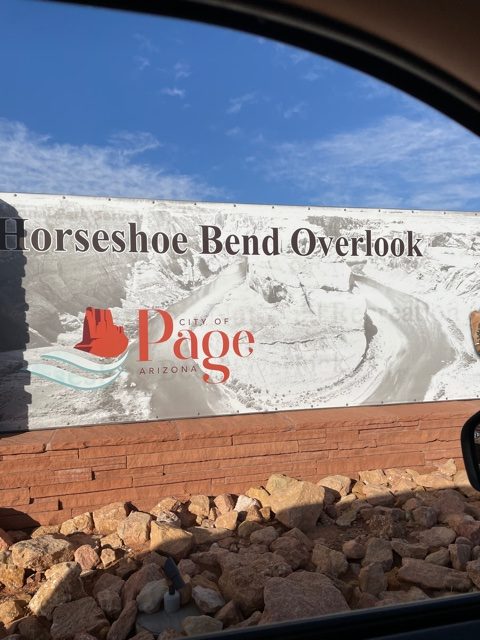 Horseshoe Bend Overlook
CITY OF
Page
ARIZONA